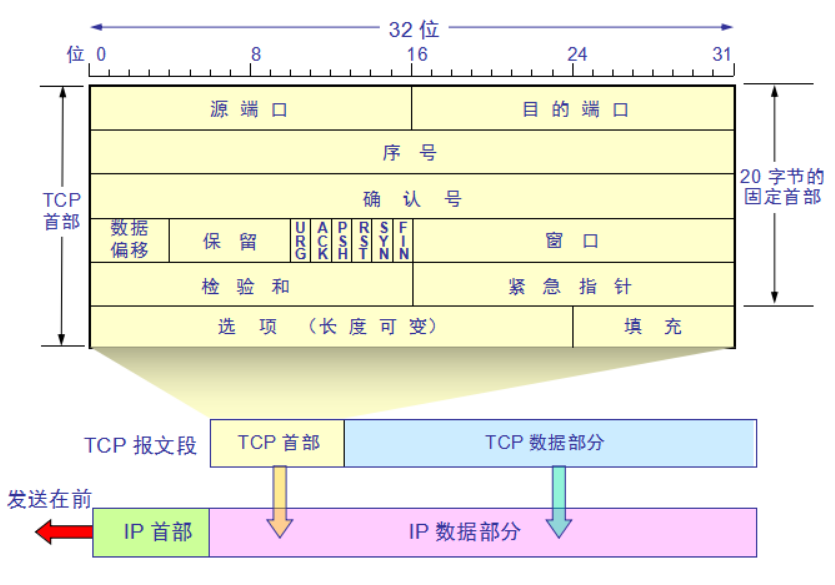 32 位
位 0 8 16 24 31
源 端 口 目 的 端 口
序 号
TCP
首部
20 字节的
固定首部
确 认 号
数据
偏移
保 留
URG
ACK
PSH
RST
SYN
FIN
窗 口
检 验 和 紧 急 指 针
选 项 （长 度 可 变） 填 充
TCP 报文段 TCP 首部 TCP 数据部分
发送在前
IP 首部 IP 数据部分